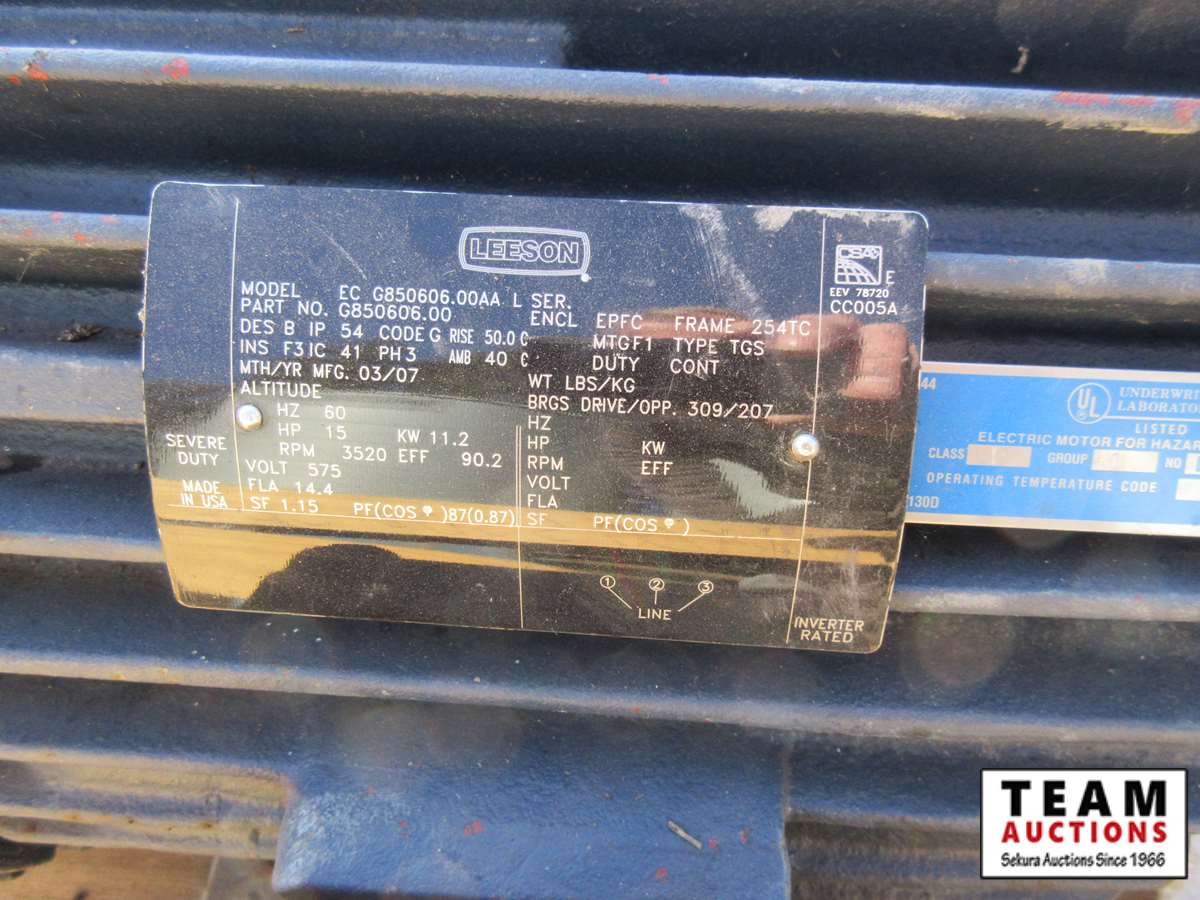 LEESON
MODEL EC G850606.00AA L SER.
PART NO. G850606.00 ENCL EPFC FRAME 254TC
DES B IP 54 CODE G RISE 50.0 C MTG F1 TYPE TGS
INS F3 IC 41 PH 3 AMB 40 C DUTY CONT
MTH/YR MFG. 03/07 WT LBS/KG
ALTITUDE BRGS DRIVE/OPP. 309/207
HZ 60
HP 15 KW 11.2
RPM 3520 EFF 90.2
VOLT 575
FLA 14.4
SF 1.15 PF(COS φ)87(0.87)
HZ
HP KW
RPM EFF
VOLT
FLA
SF PF(COS φ)
1 2 3
LINE
SEVERE
DUTY
MADE
IN USA
CSA
E
EEV 78720
CC005A
INVERTER
RATED
44
UL
UNDERWRI
LABORATO
LISTED
ELECTRIC MOTOR FOR HAZAR
CLASS GROUP NO
OPERATING TEMPERATURE CODE
130D
TEAM
AUCTIONS
Sekura Auctions Since 1966